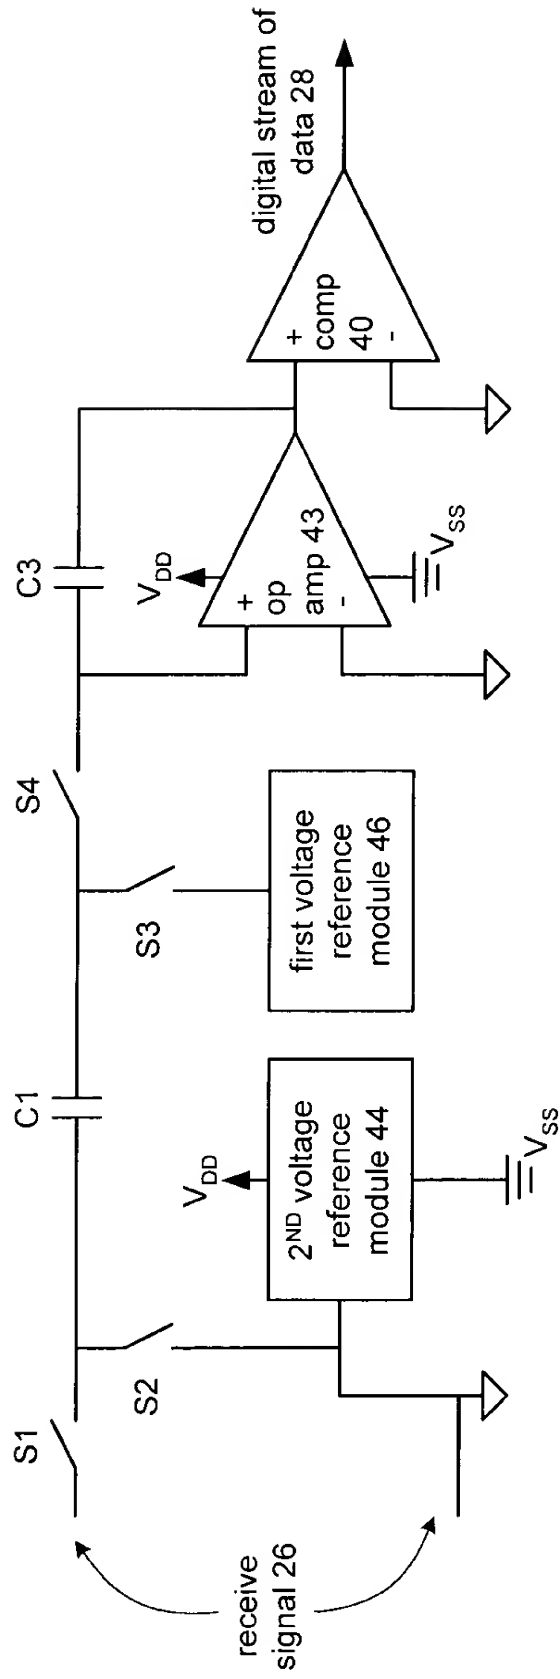 receive
signal 26
S1
S2
C1
V_DD
2^ND voltage
reference
module 44
V_SS
S3
first voltage
reference
module 46
S4
C3
V_DD
+
op
amp 43
-
V_SS
+
comp
40
-
digital stream of
data 28